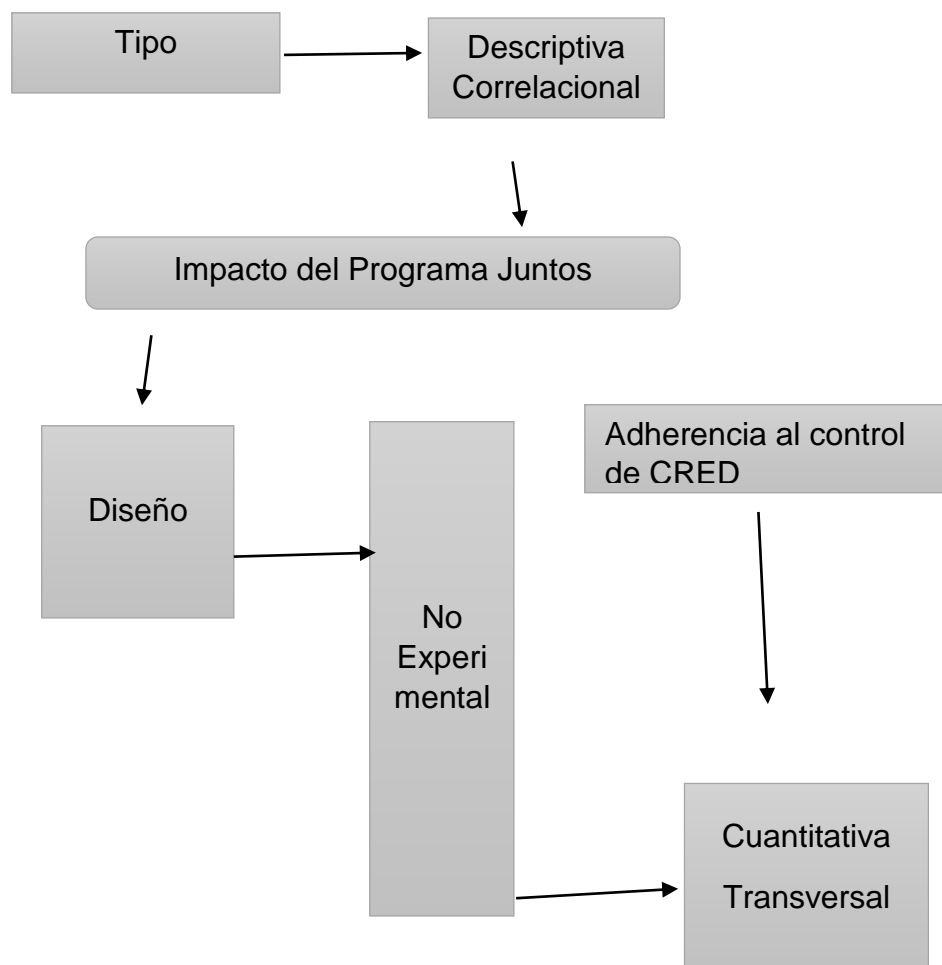 Tipo
Descriptiva
Correlacional
Impacto del Programa Juntos
Adherencia al control
de CRED
Diseño
No
Experi
mental
Cuantitativa
Transversal